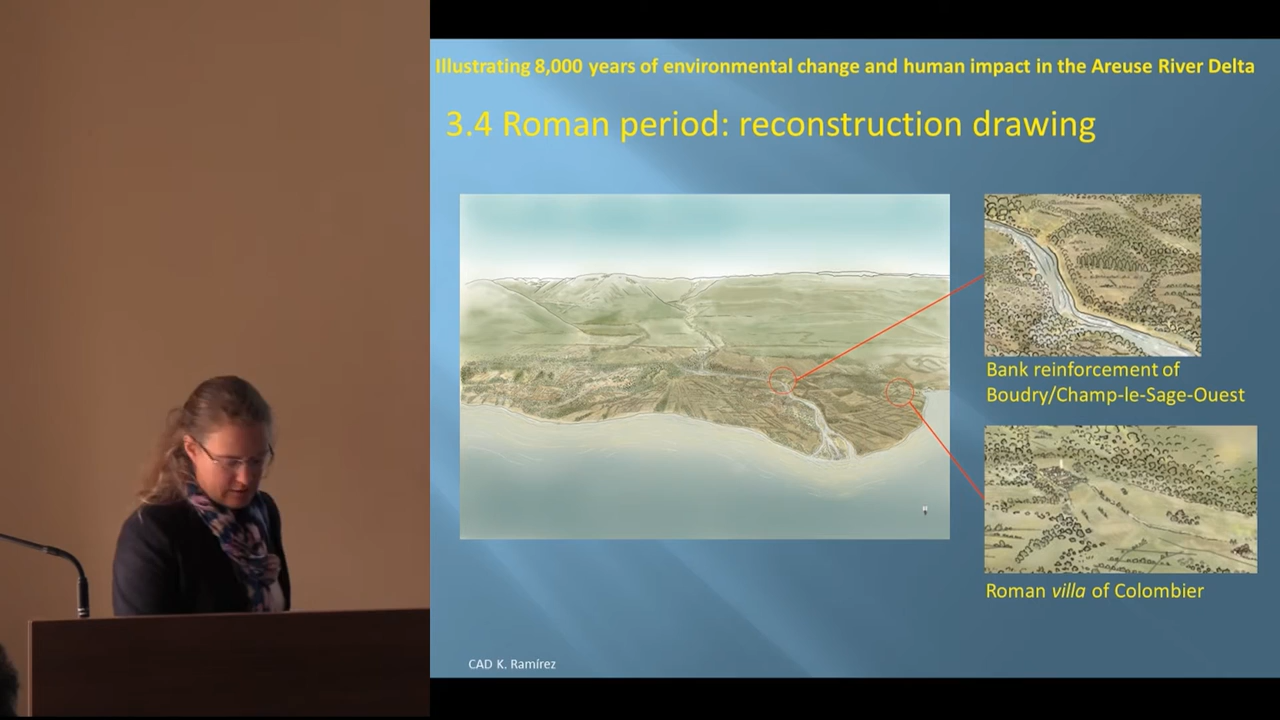 Illustrating 8,000 years of environmental change and human impact in the Areuse River Delta
3.4 Roman period: reconstruction drawing
Bank reinforcement of
Boudry/Champ-le-Sage-Ouest
Roman villa of Colombier
CAD K. Ramírez